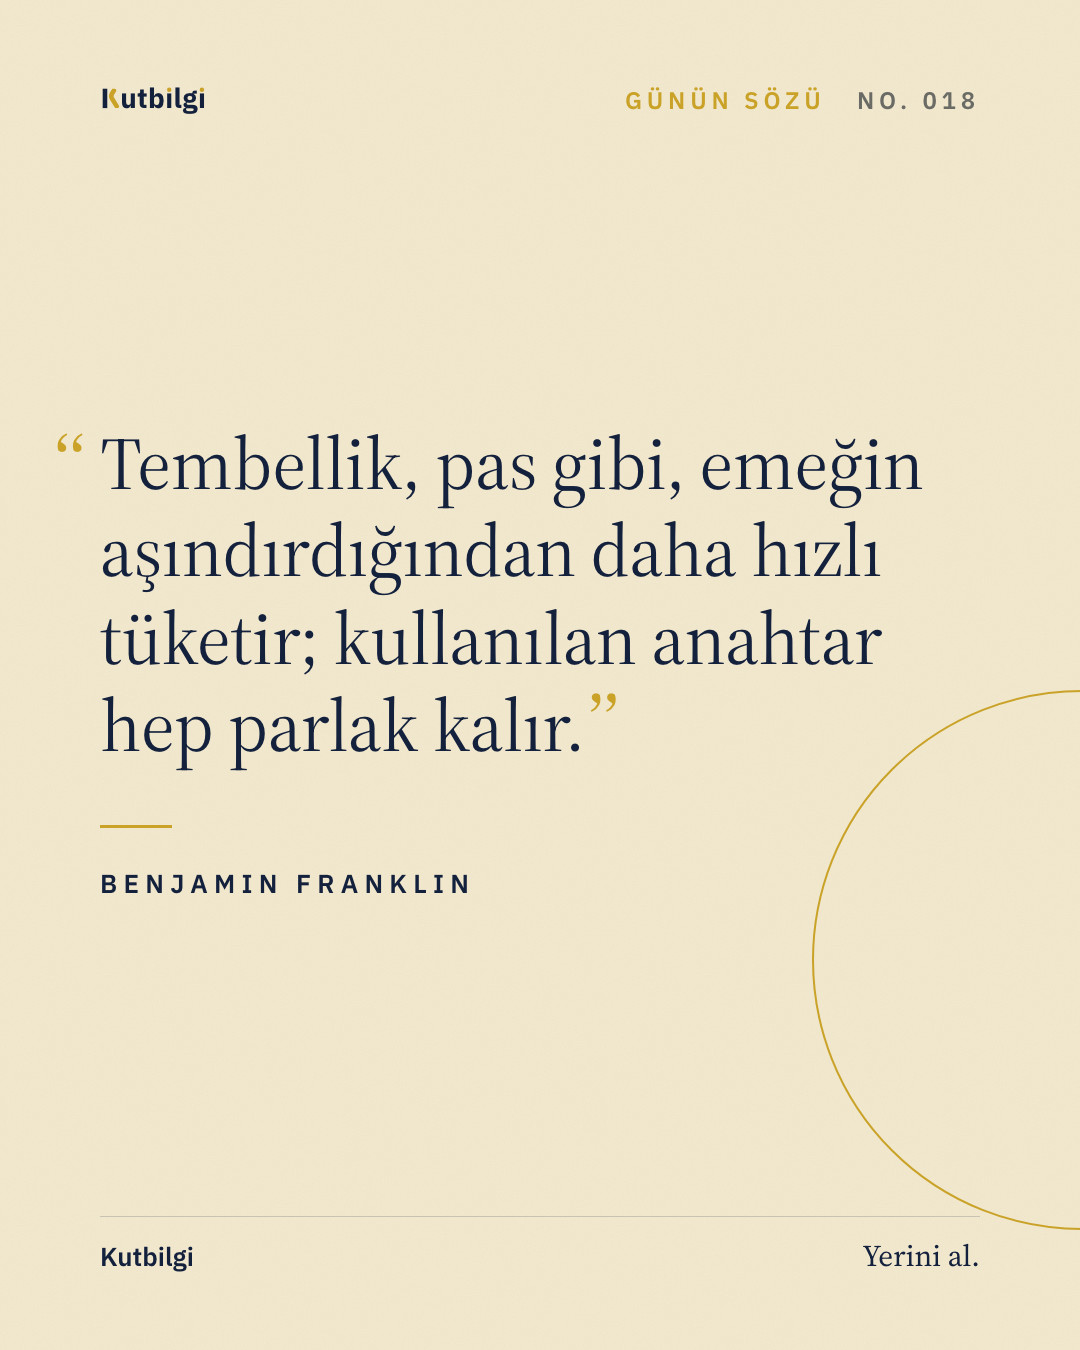 Kutbilgi
GÜNÜN SÖZÜ NO. 018
“Tembellik, pas gibi, emeğin
aşındırdığından daha hızlı
tüketir; kullanılan anahtar
hep parlak kalır.”
BENJAMIN FRANKLIN
Kutbilgi
Yerini al.